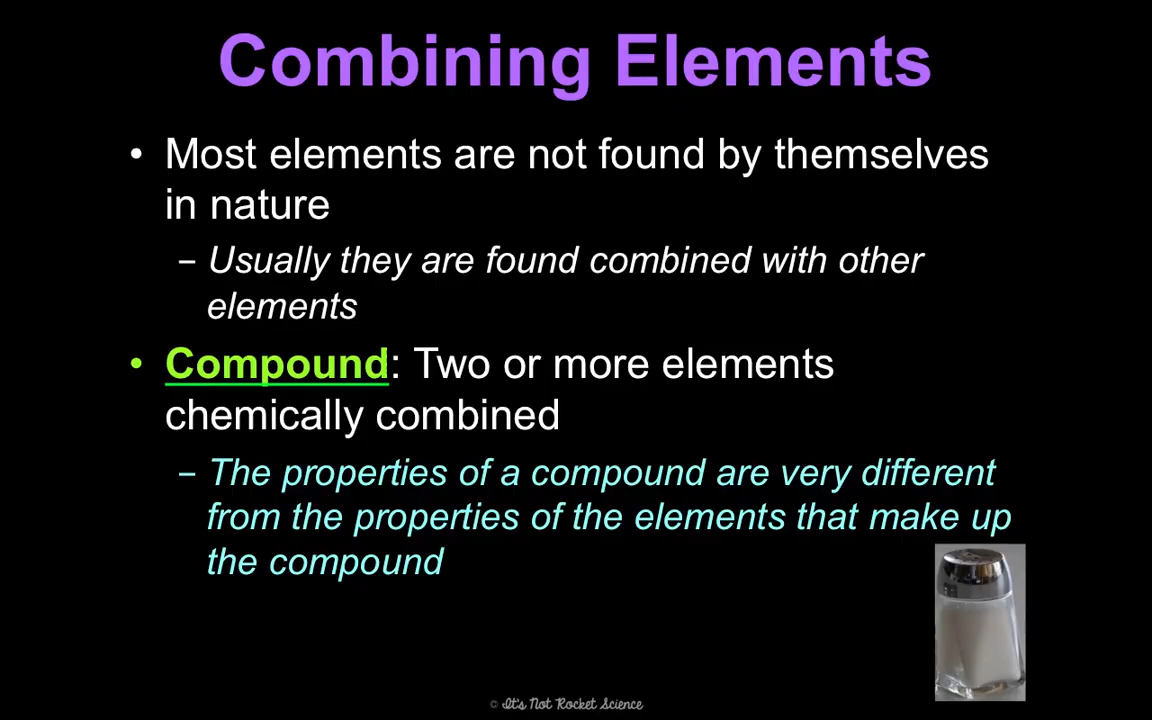 Combining Elements
• Most elements are not found by themselves
in nature
– Usually they are found combined with other
elements
• Compound: Two or more elements
chemically combined
– The properties of a compound are very different
from the properties of the elements that make up
the compound
© It's Not Rocket Science